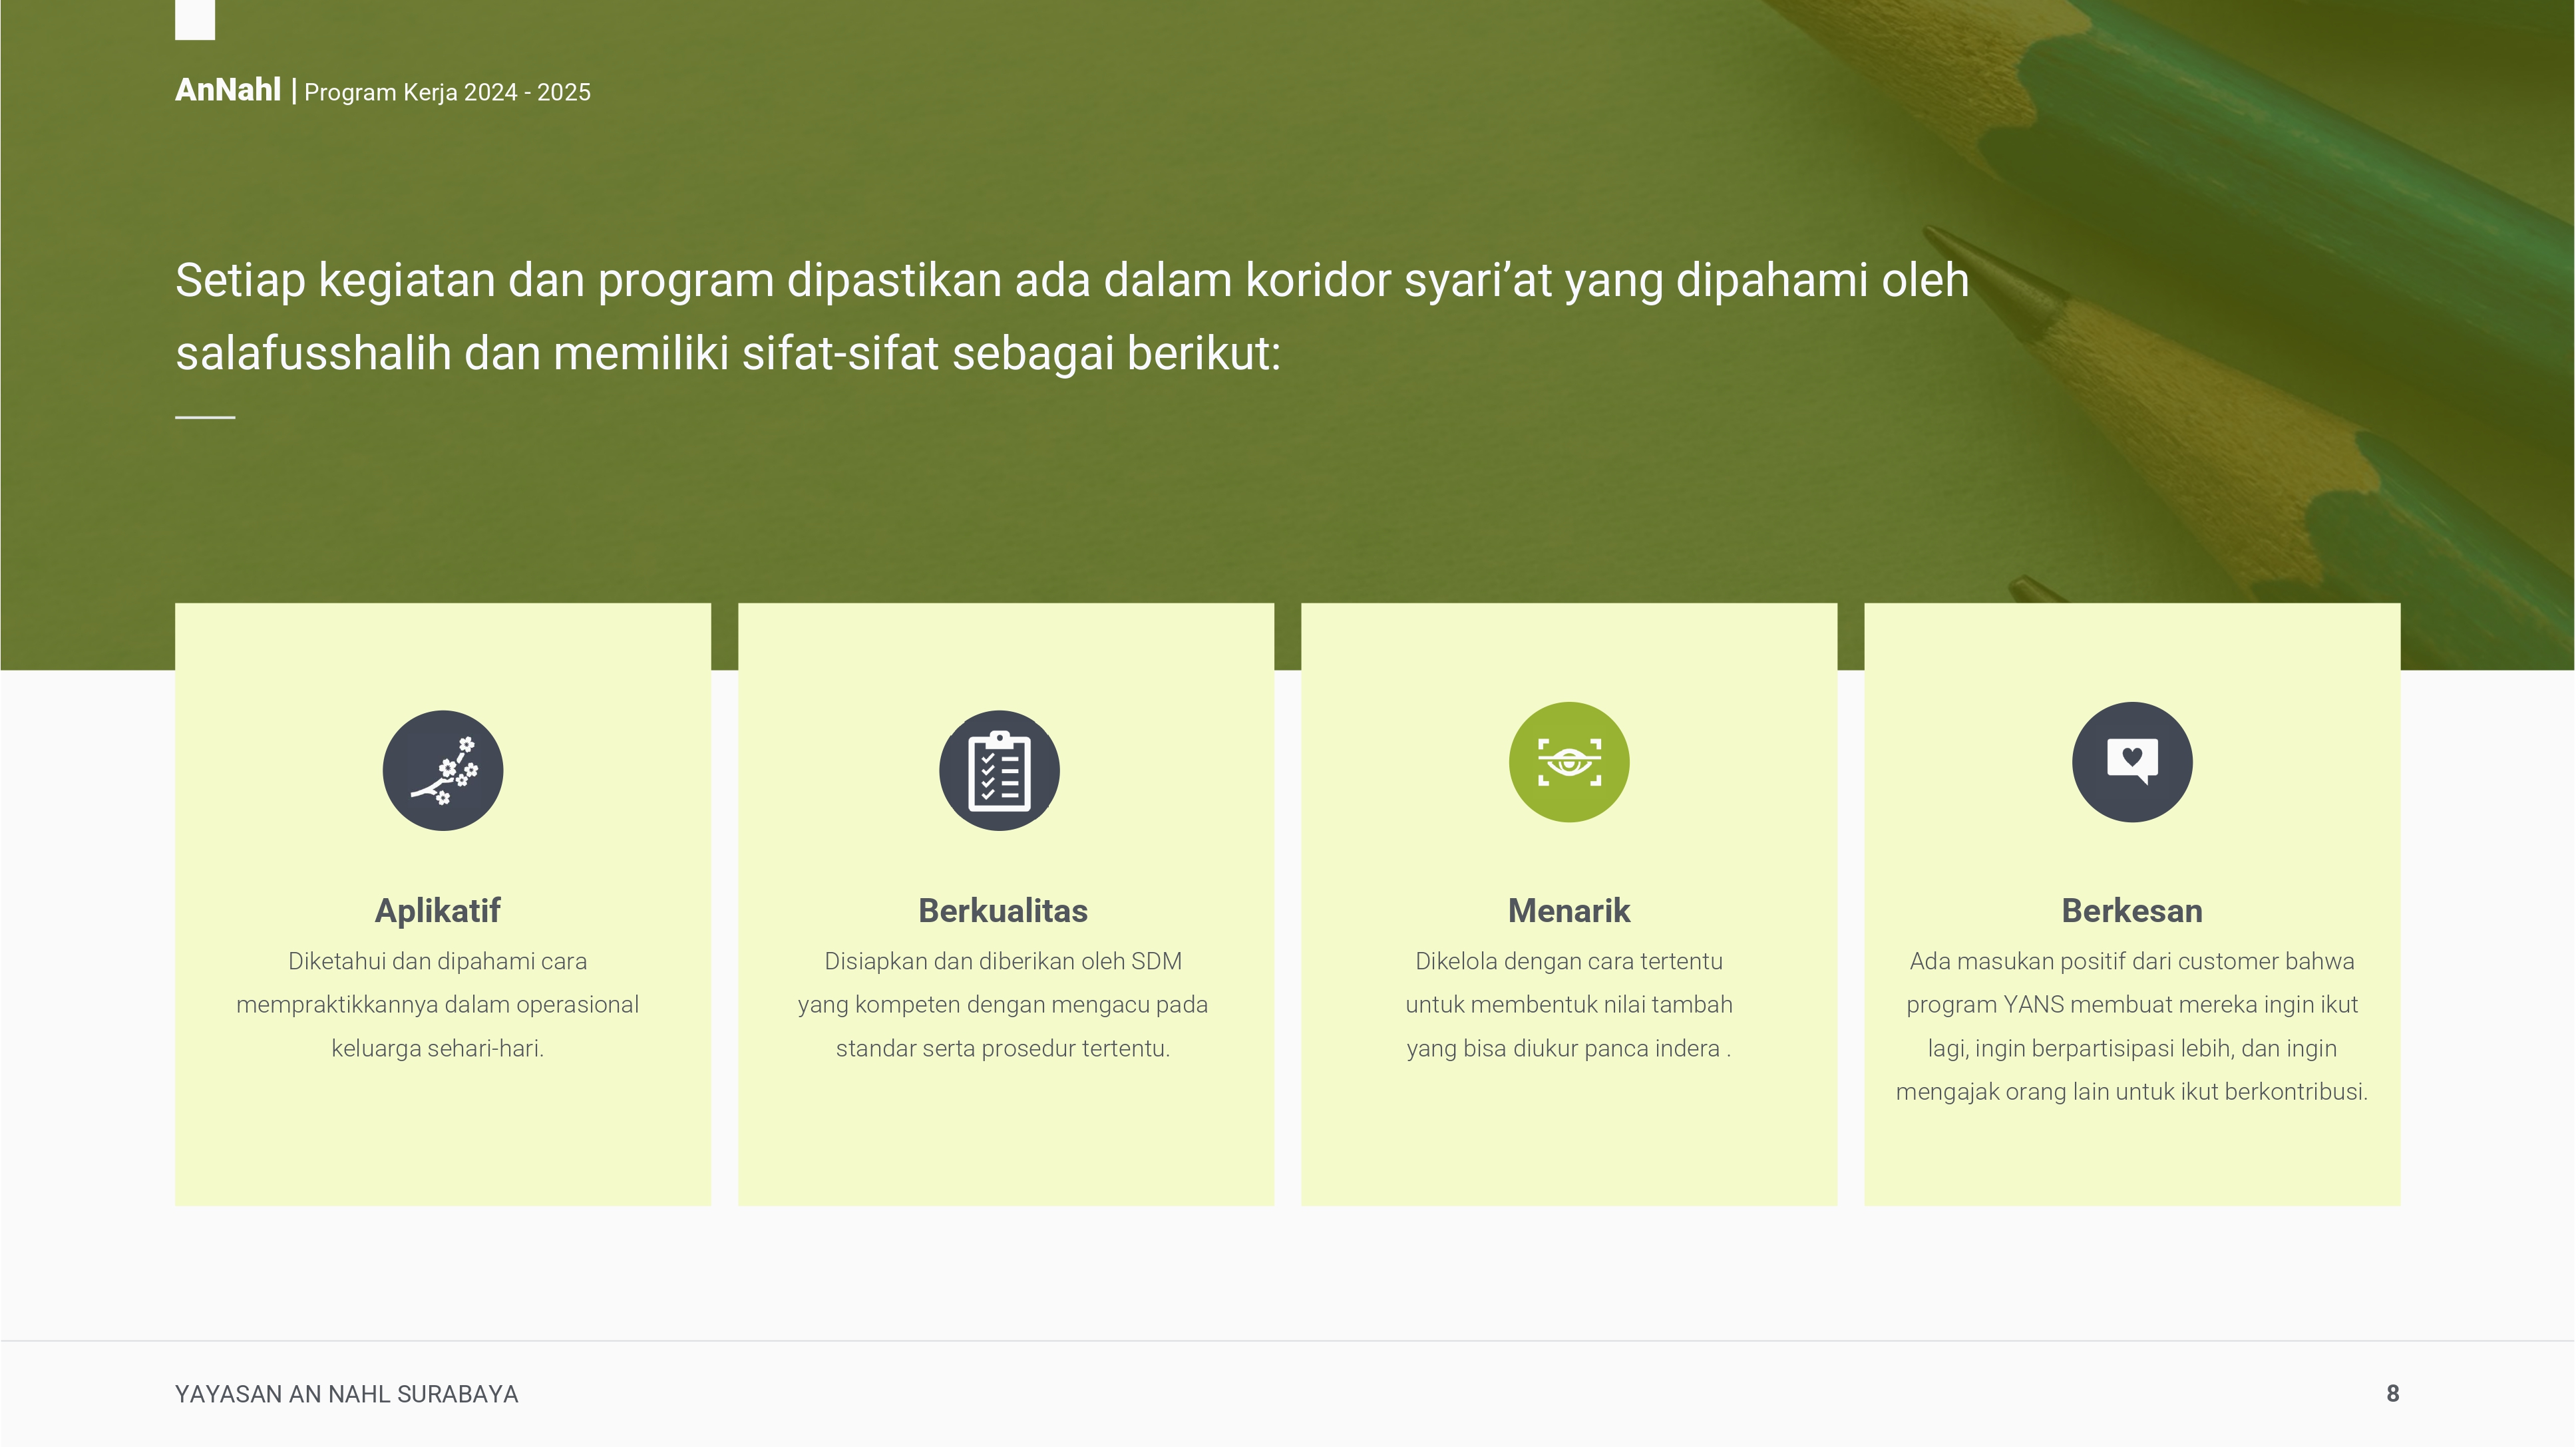 AnNahl | Program Kerja 2024 - 2025
Setiap kegiatan dan program dipastikan ada dalam koridor syari’at yang dipahami oleh
salafusshalih dan memiliki sifat-sifat sebagai berikut:
Aplikatif
Diketahui dan dipahami cara
mempraktikkannya dalam operasional
keluarga sehari-hari.
Berkualitas
Disiapkan dan diberikan oleh SDM
yang kompeten dengan mengacu pada
standar serta prosedur tertentu.
Menarik
Dikelola dengan cara tertentu
untuk membentuk nilai tambah
yang bisa diukur panca indera .
Berkesan
Ada masukan positif dari customer bahwa
program YANS membuat mereka ingin ikut
lagi, ingin berpartisipasi lebih, dan ingin
mengajak orang lain untuk ikut berkontribusi.
YAYASAN AN NAHL SURABAYA
8